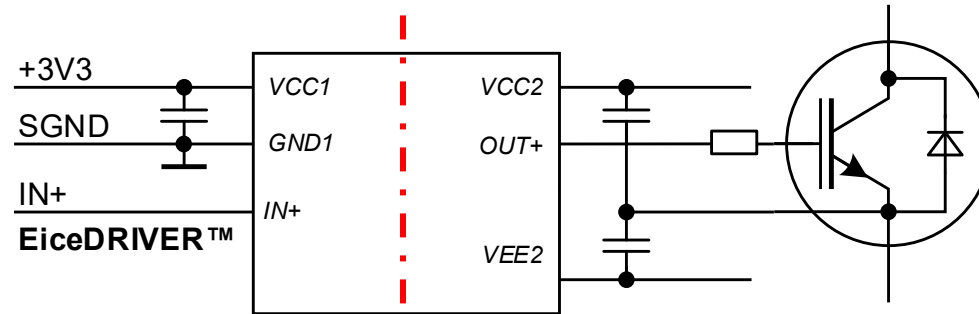 +3V3
VCC1
VCC2
SGND
GND1
OUT+
IN+
IN+
EiceDRIVER™
VEE2